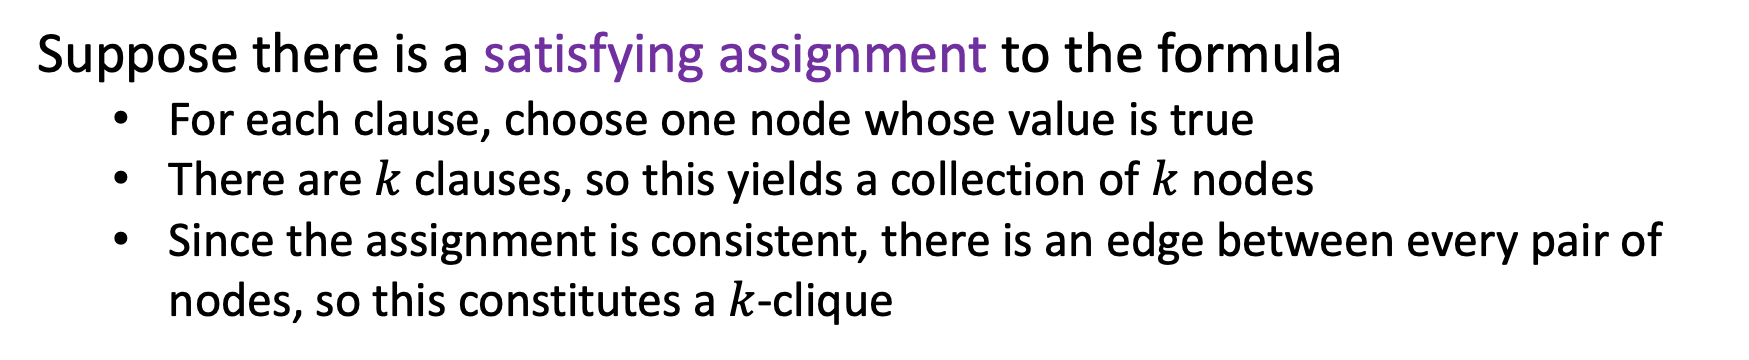 Suppose there is a satisfying assignment to the formula
• For each clause, choose one node whose value is true
• There are k clauses, so this yields a collection of k nodes
• Since the assignment is consistent, there is an edge between every pair of
nodes, so this constitutes a k-clique